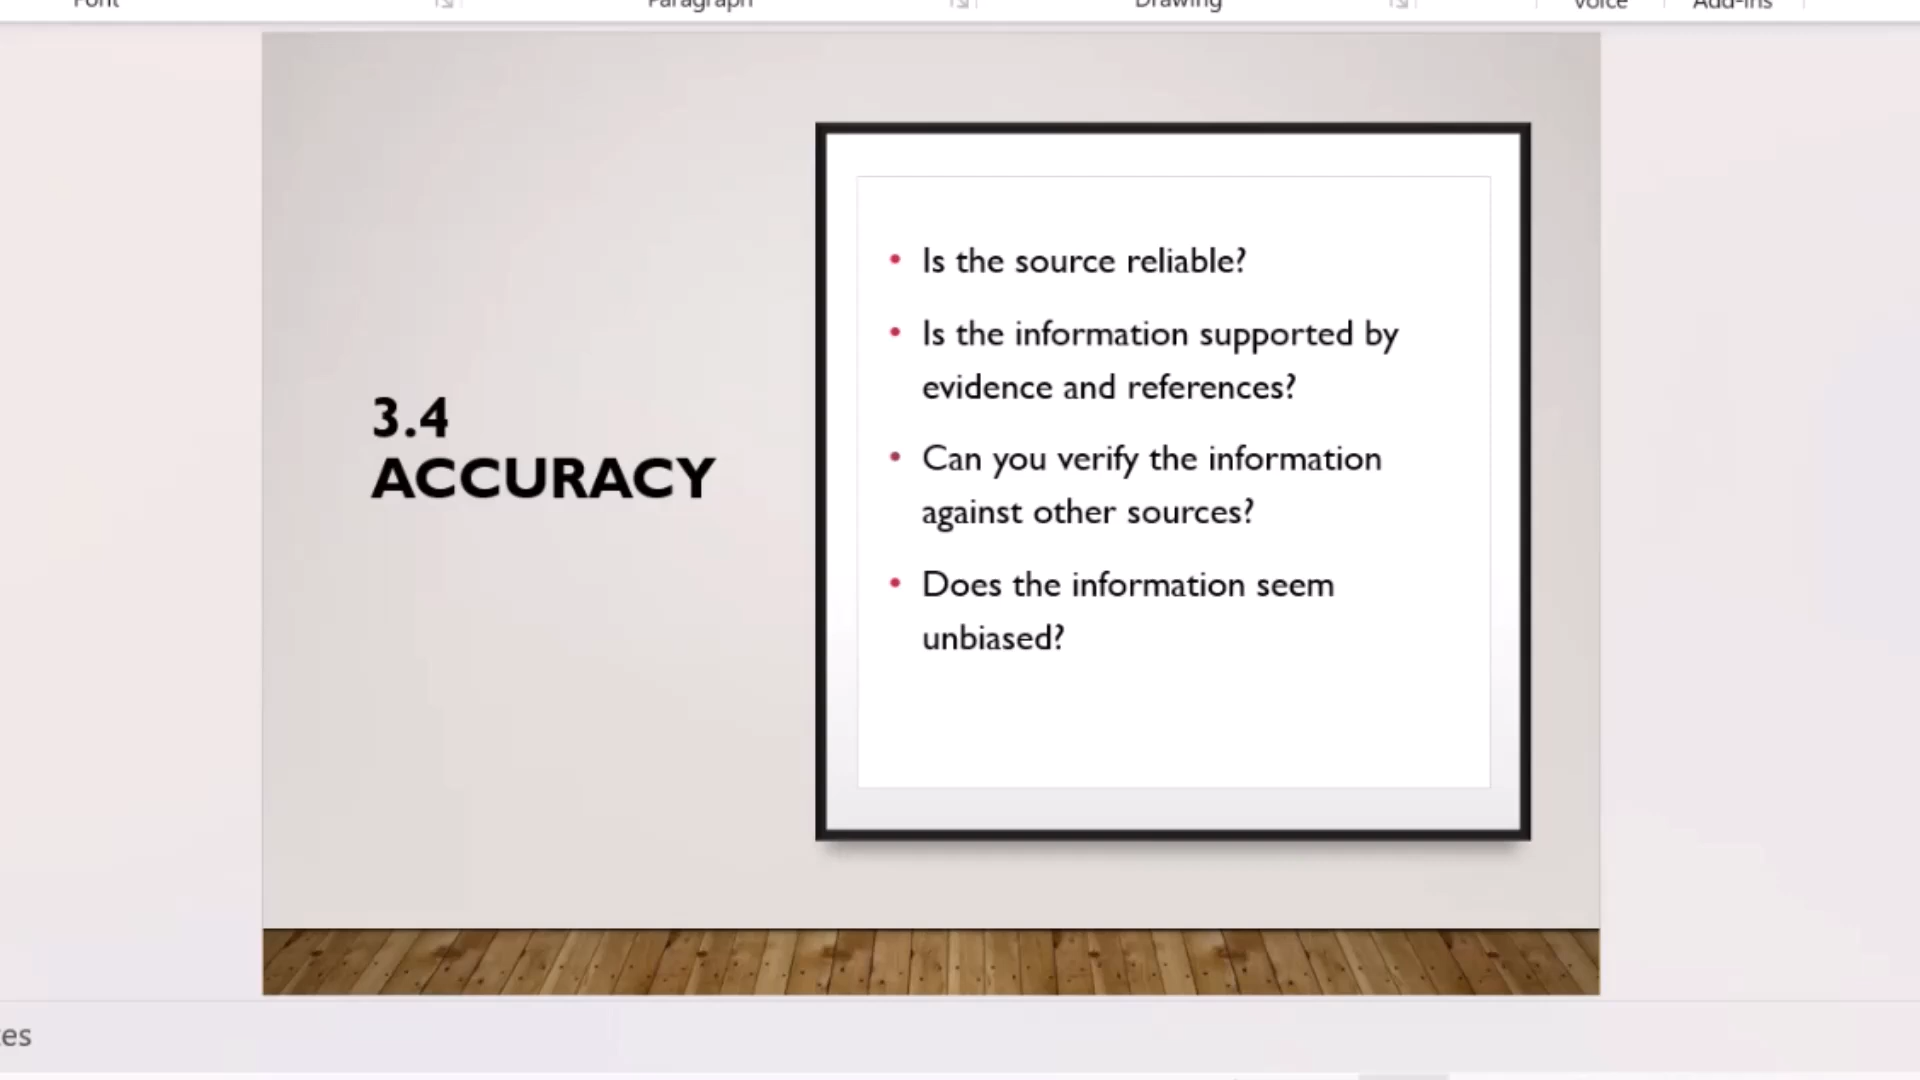 Font Paragraph Drawing Voice Add-ins
3.4
ACCURACY
• Is the source reliable?
• Is the information supported by
evidence and references?
• Can you verify the information
against other sources?
• Does the information seem
unbiased?